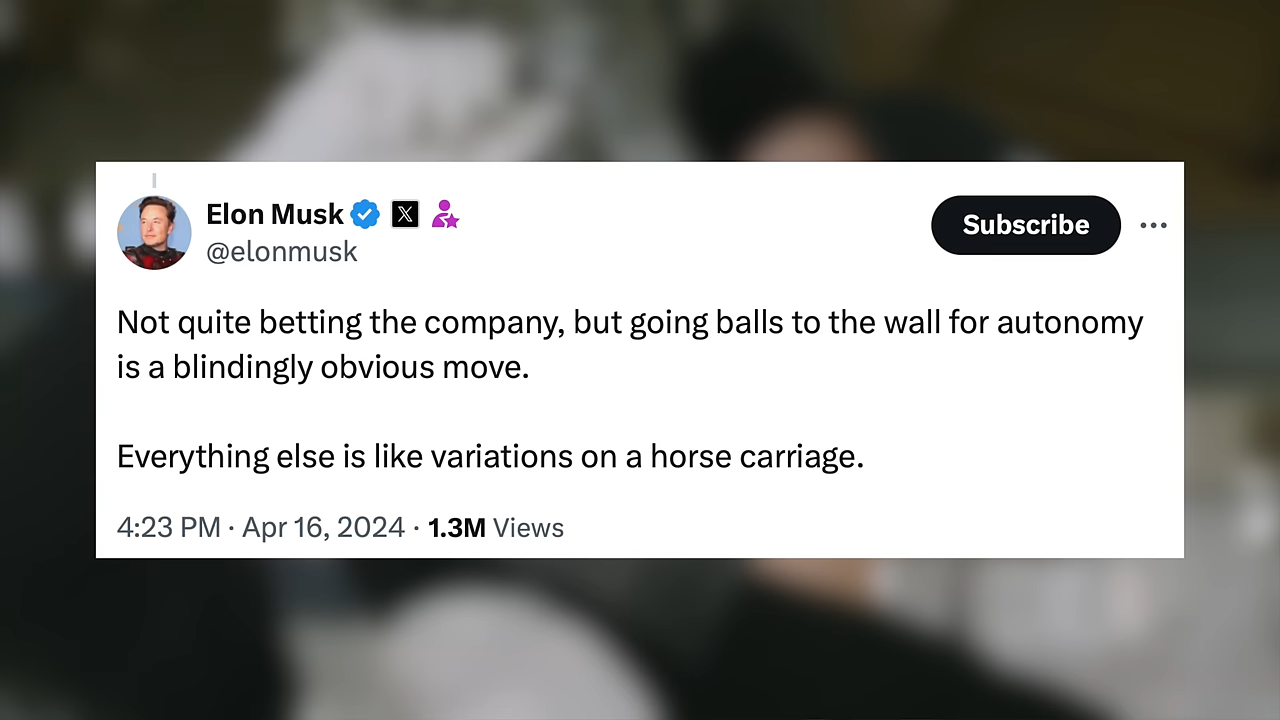 Elon Musk
@elonmusk
Subscribe
Not quite betting the company, but going balls to the wall for autonomy
is a blindingly obvious move.
Everything else is like variations on a horse carriage.
4:23 PM · Apr 16, 2024 · 1.3M Views